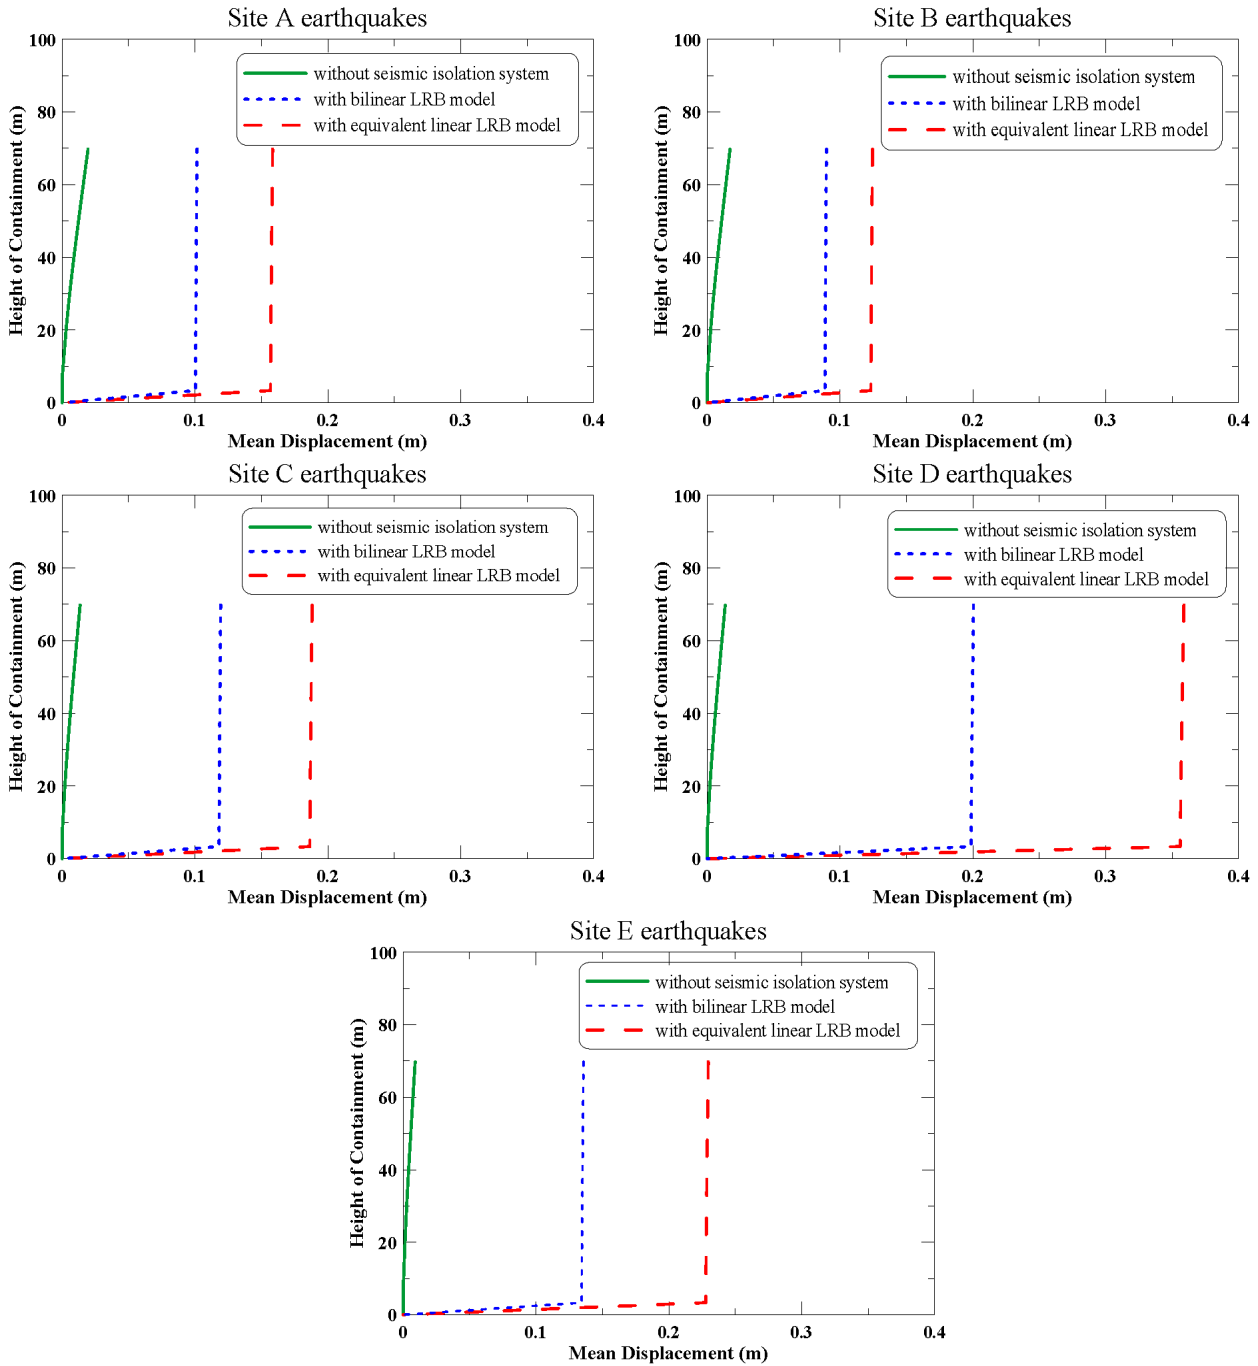 Site A earthquakes
100
80
60
40
20
0
Height of Containment (m)
without seismic isolation system
with bilinear LRB model
with equivalent linear LRB model
0 0.1 0.2 0.3 0.4
Mean Displacement (m)
Site B earthquakes
100
80
60
40
20
0
Height of Containment (m)
without seismic isolation system
with bilinear LRB model
with equivalent linear LRB model
0 0.1 0.2 0.3 0.4
Mean Displacement (m)
Site C earthquakes
100
80
60
40
20
0
Height of Containment (m)
without seismic isolation system
with bilinear LRB model
with equivalent linear LRB model
0 0.1 0.2 0.3 0.4
Mean Displacement (m)
Site D earthquakes
100
80
60
40
20
0
Height of Containment (m)
without seismic isolation system
with bilinear LRB model
with equivalent linear LRB model
0 0.1 0.2 0.3 0.4
Mean Displacement (m)
Site E earthquakes
100
80
60
40
20
0
Height of Containment (m)
without seismic isolation system
with bilinear LRB model
with equivalent linear LRB model
0 0.1 0.2 0.3 0.4
Mean Displacement (m)